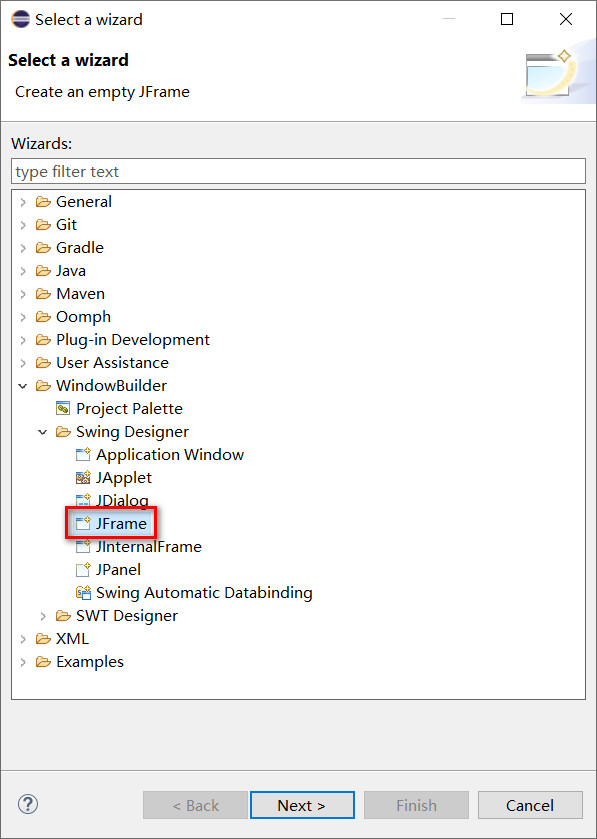 Select a wizard
Select a wizard
Create an empty JFrame
Wizards:
type filter text
General
Git
Gradle
Java
Maven
Oomph
Plug-in Development
User Assistance
WindowBuilder
Project Palette
Swing Designer
Application Window
JApplet
JDialog
JFrame
JInternalFrame
JPanel
Swing Automatic Databinding
SWT Designer
XML
Examples
? < Back Next > Finish Cancel